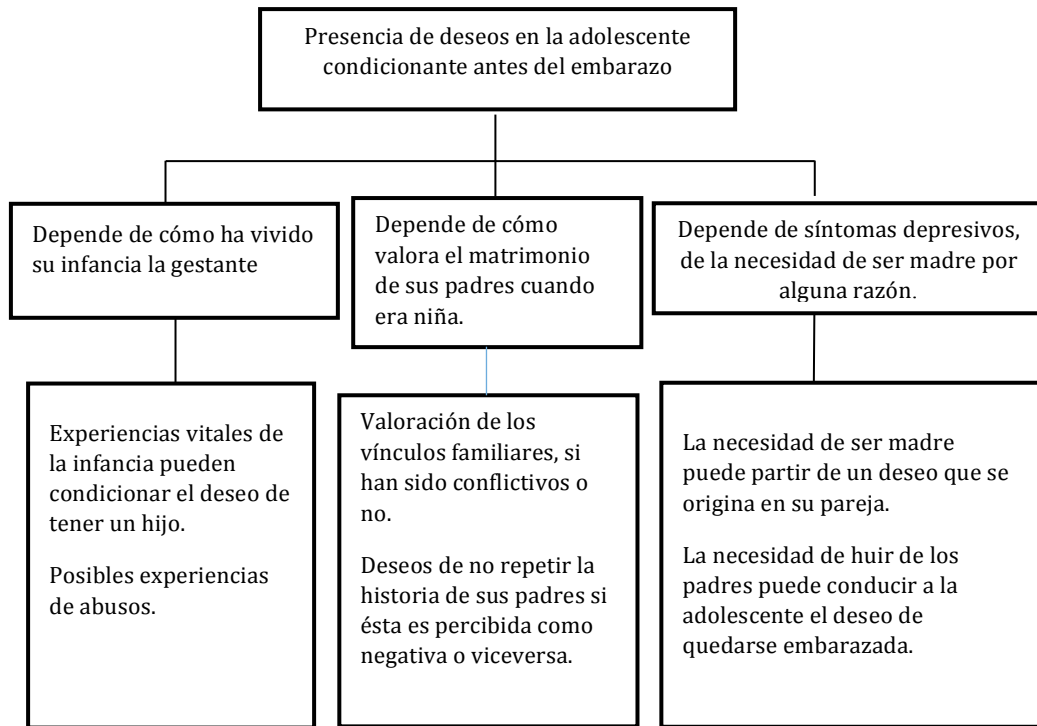 Presencia de deseos en la adolescente
condicionante antes del embarazo
Depende de cómo ha vivido
su infancia la gestante
Depende de cómo
valora el matrimonio
de sus padres cuando
era niña.
Depende de síntomas depresivos,
de la necesidad de ser madre por
alguna razón.
Experiencias vitales de
la infancia pueden
condicionar el deseo de
tener un hijo.
Posibles experiencias
de abusos.
Valoración de los
vínculos familiares, si
han sido conflictivos o
no.
Deseos de no repetir la
historia de sus padres si
ésta es percibida como
negativa o viceversa.
La necesidad de ser madre
puede partir de un deseo que se
origina en su pareja.
La necesidad de huir de los
padres puede conducir a la
adolescente el deseo de
quedarse embarazada.